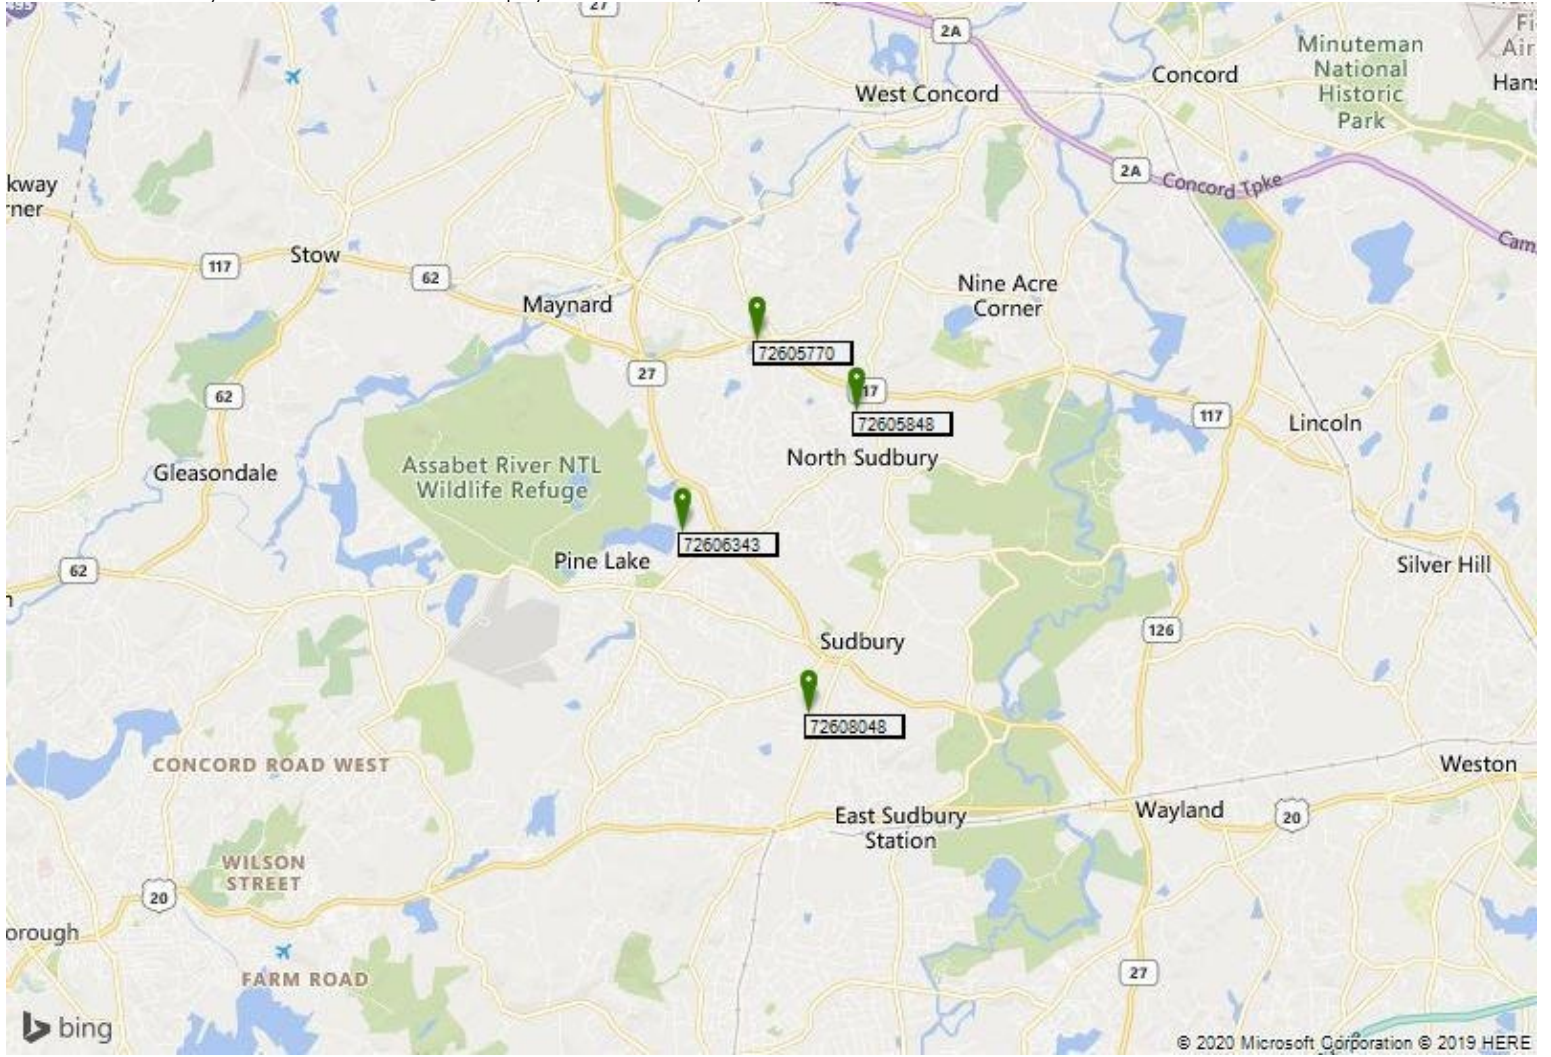 495
27
2A
Concord
Minuteman
National
Historic
Park
West Concord
2A
Concord Tpke
Stow
117
62
Maynard
Nine Acre
Corner
72605770
27
62
72605848
117
Lincoln
North Sudbury
Gleasondale
Assabet River NTL
Wildlife Refuge
72606343
Pine Lake
62
Silver Hill
Sudbury
126
72608048
CONCORD ROAD WEST
Weston
East Sudbury
Station
Wayland
20
WILSON
STREET
20
orough
FARM ROAD
27
bing
© 2020 Microsoft Corporation © 2019 HERE